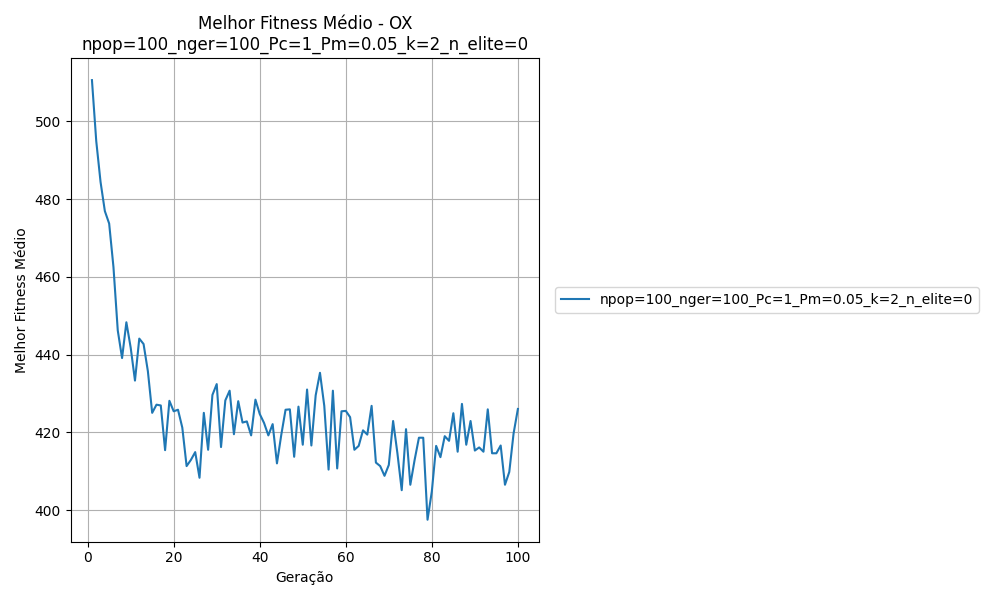 Melhor Fitness Médio - OX
npop=100_nger=100_Pc=1_Pm=0.05_k=2_n_elite=0
Melhor Fitness Médio
500
480
460
440
420
400
0
20
40
60
80
100
Geração
npop=100_nger=100_Pc=1_Pm=0.05_k=2_n_elite=0